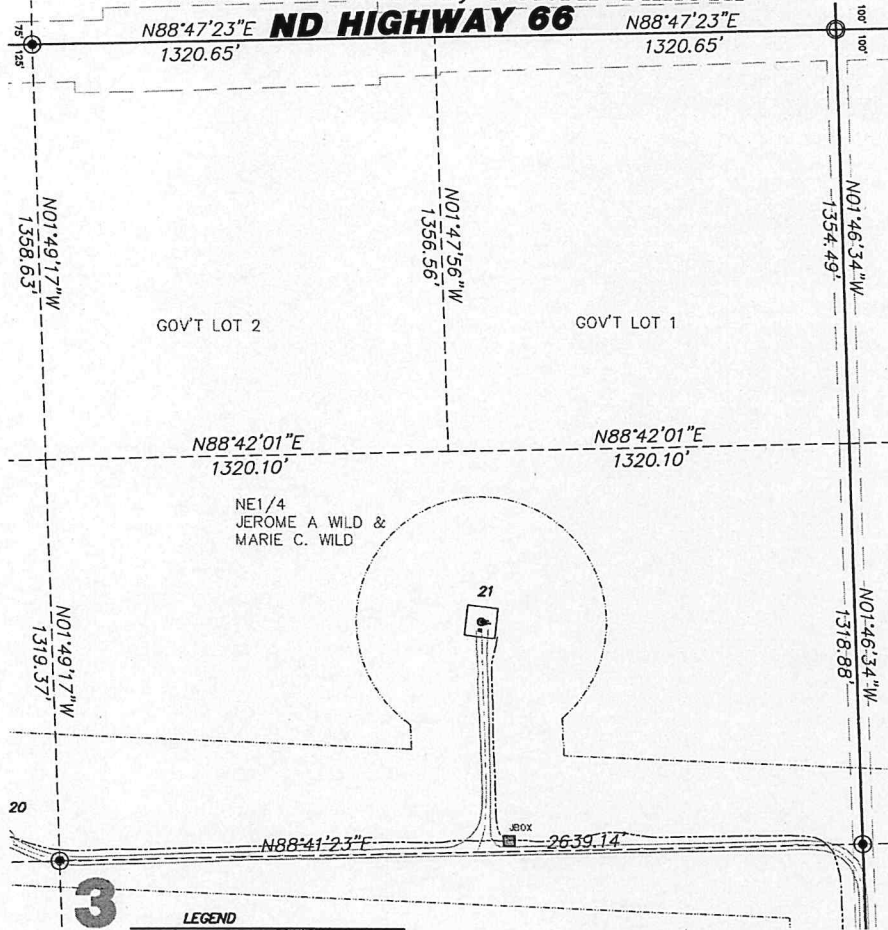 N88°47'23"E
ND HIGHWAY 66
N88°47'23"E
1320.65'
1320.65'
75'
125'
100'
100'
N01°49'17"W
1358.63'
N01°47'56"W
1356.56'
1354.49'
N01°46'34"W
GOV'T LOT 2
GOV'T LOT 1
N88°42'01"E
1320.10'
N88°42'01"E
1320.10'
NE1/4
JEROME A WILD &
MARIE C. WILD
21
N01°49'17"W
1319.37'
1318.88'
N01°46'34"W
20
JBOX
N88°41'23"E
2639.14'
3
LEGEND